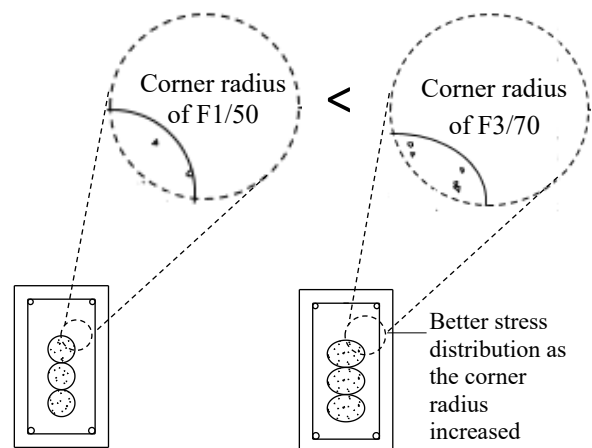 Corner radius
of F1/50
<
Corner radius
of F3/70
Better stress
distribution as
the corner
radius
increased